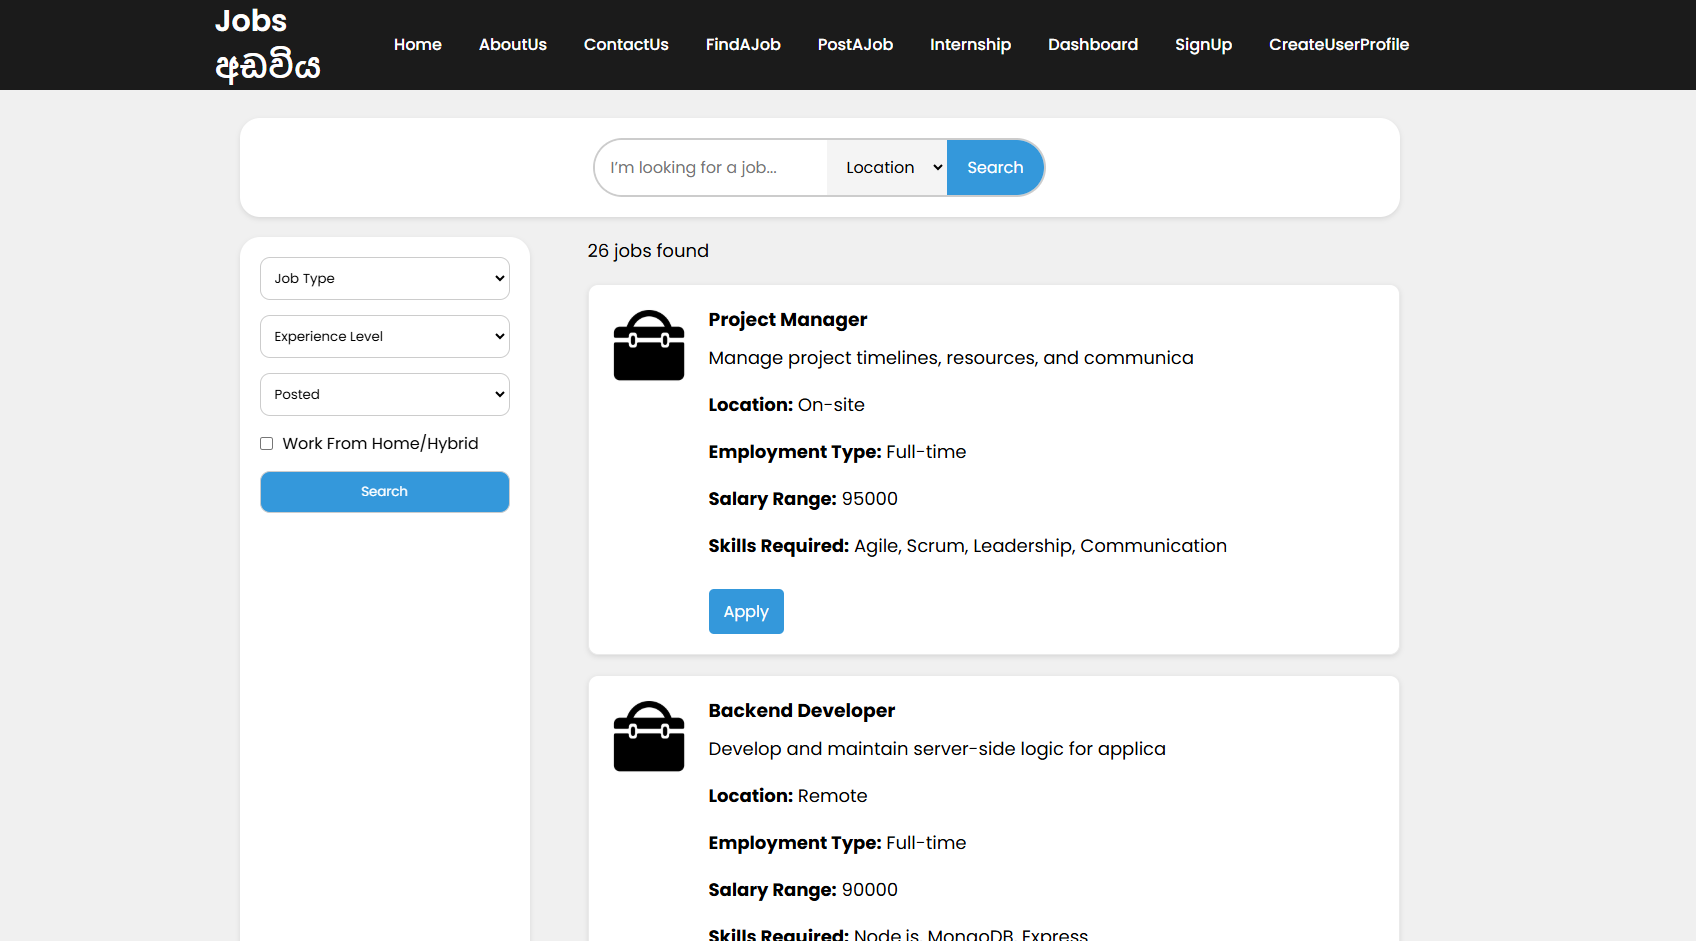 Jobs
අඩවිය
Home AboutUs ContactUs FindAJob PostAJob Internship Dashboard SignUp CreateUserProfile
I'm looking for a job... Location Search
Job Type
Experience Level
Posted
Work From Home/Hybrid
Search
26 jobs found
Project Manager
Manage project timelines, resources, and communica
Location: On-site
Employment Type: Full-time
Salary Range: 95000
Skills Required: Agile, Scrum, Leadership, Communication
Apply
Backend Developer
Develop and maintain server-side logic for applica
Location: Remote
Employment Type: Full-time
Salary Range: 90000
Skills Required: Node.js, MongoDB, Express